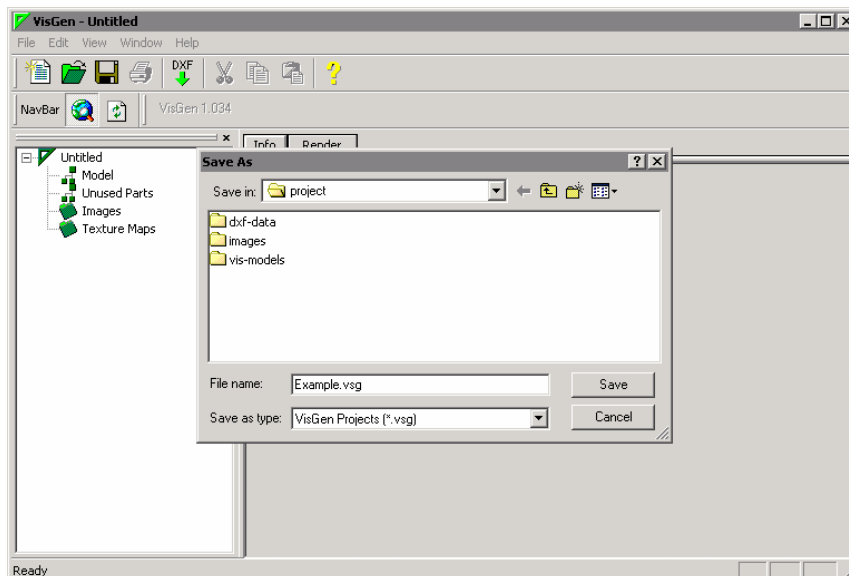 VisGen - Untitled
File Edit View Window Help
DXF
NavBar VisGen 1.034
Info Render
Untitled
Model
Unused Parts
Images
Texture Maps
Save As
Save in: project
dxf-data
images
vis-models
File name: Example.vsg Save
Save as type: VisGen Projects (*.vsg) Cancel
Ready